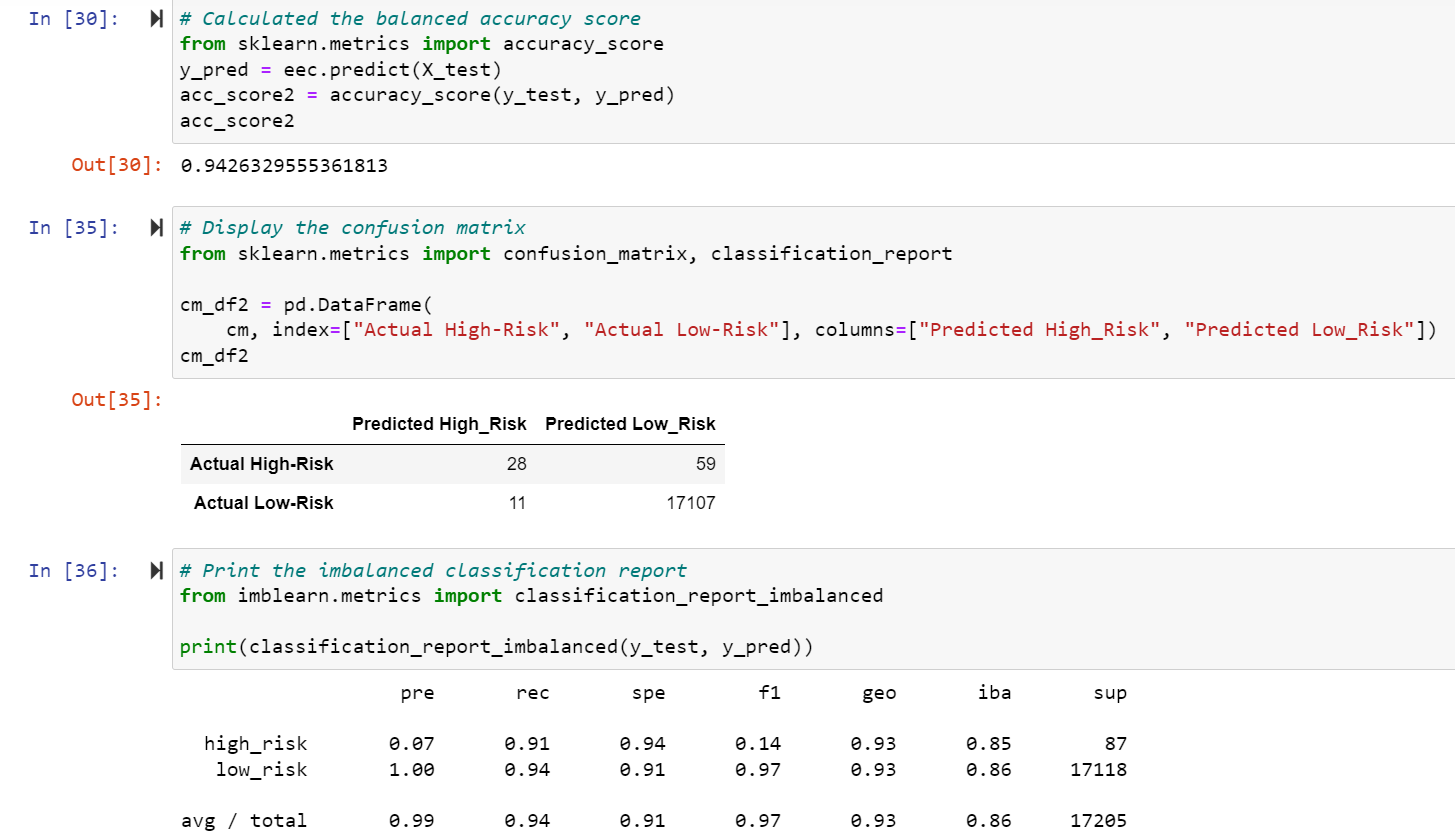 In [30]: # Calculated the balanced accuracy score
from sklearn.metrics import accuracy_score
y_pred = eec.predict(X_test)
acc_score2 = accuracy_score(y_test, y_pred)
acc_score2
Out[30]: 0.9426329555361813
In [35]: # Display the confusion matrix
from sklearn.metrics import confusion_matrix, classification_report
cm_df2 = pd.DataFrame(
cm, index=["Actual High-Risk", "Actual Low-Risk"], columns=["Predicted High_Risk", "Predicted Low_Risk"])
cm_df2
Out[35]:
Predicted High_Risk Predicted Low_Risk
Actual High-Risk 28 59
Actual Low-Risk 11 17107
In [36]: # Print the imbalanced classification report
from imblearn.metrics import classification_report_imbalanced
print(classification_report_imbalanced(y_test, y_pred))
pre rec spe f1 geo iba sup
high_risk 0.07 0.91 0.94 0.14 0.93 0.85 87
low_risk 1.00 0.94 0.91 0.97 0.93 0.86 17118
avg / total 0.99 0.94 0.91 0.97 0.93 0.86 17205